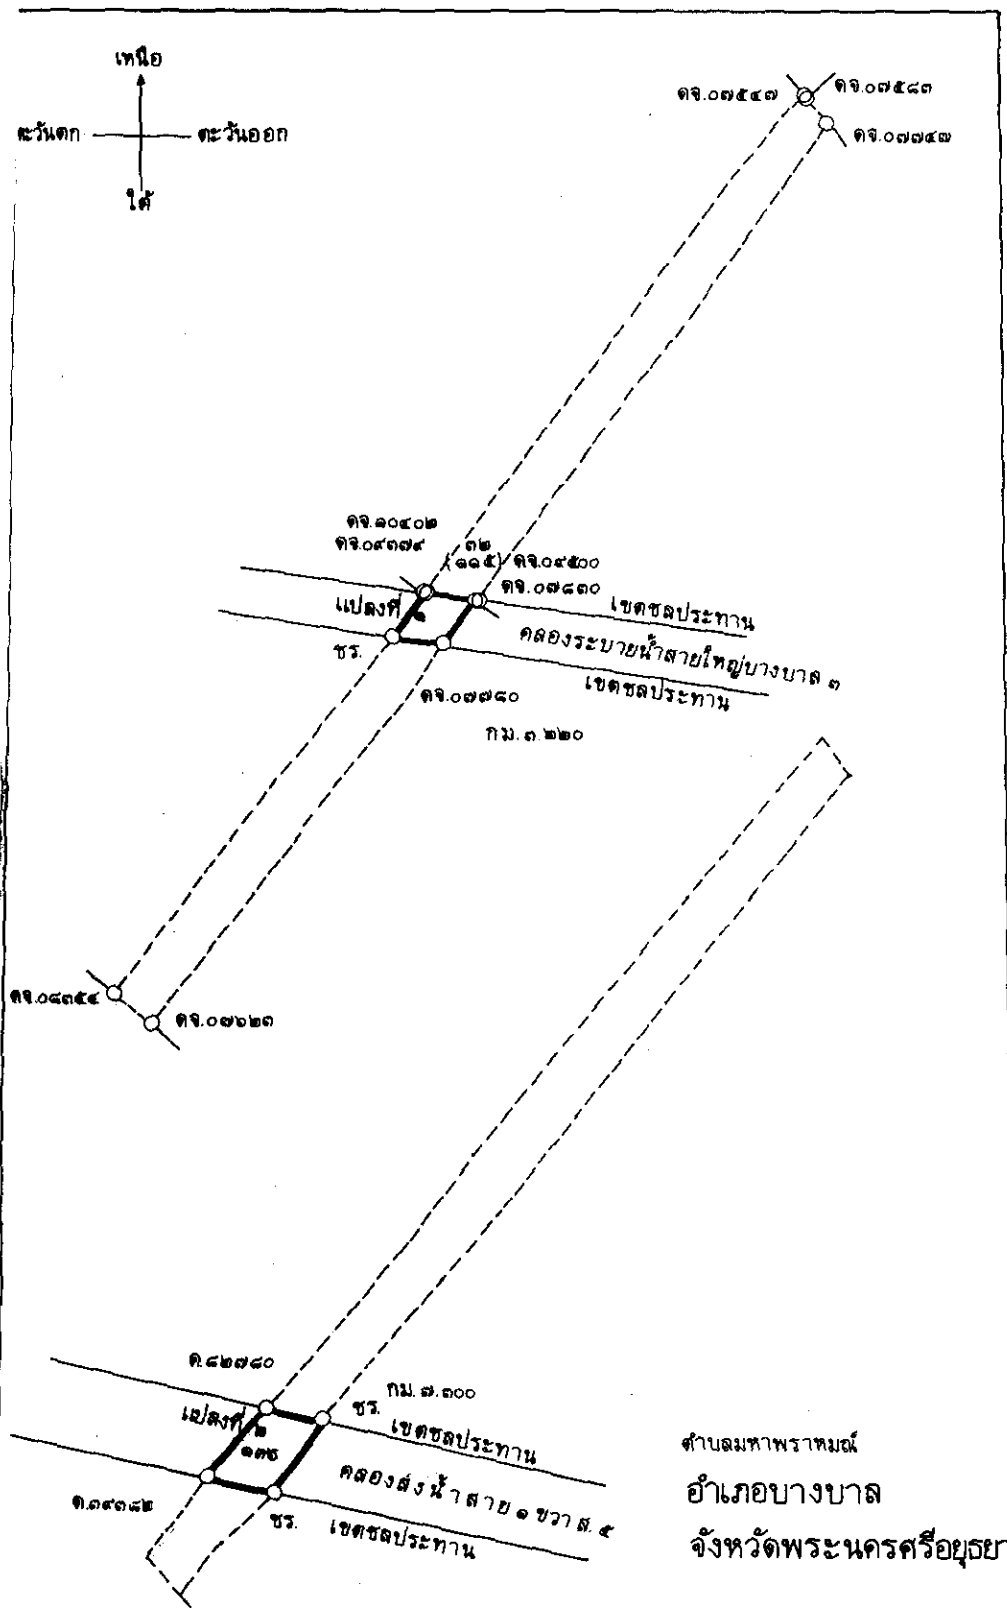 เหนือ
ตะวันตก
ตะวันออก
ใต้
ดจ.๐๗๕๔๗
ดจ.๐๗๕๘๓
ดจ.๐๗๗๔๗
ดจ.๑๐๔๐๒
ดจ.๐๙๓๗๙
๓๒
(๑๑๕)
ดจ.๐๙๕๐๐
ดจ.๐๗๘๓๐
แปลงที่ ๑
เขตชลประทาน
คลองระบายน้ำสายใหญ่บางบาล ๓
เขตชลประทาน
ชร.
ดจ.๐๗๗๘๐
กม. ๓.๒๒๐
ดจ.๐๘๓๕๔
ดจ.๐๗๖๒๓
ด.๘๒๗๘๐
กม. ๗.๓๐๐
ชร.
แปลงที่ ๒
เขตชลประทาน
คลองส่งน้ำสาย ๑ ขวา ส. ๕
ชร.
เขตชลประทาน
ตำบลมหาพราหมณ์
อำเภอบางบาล
จังหวัดพระนครศรีอยุธยา